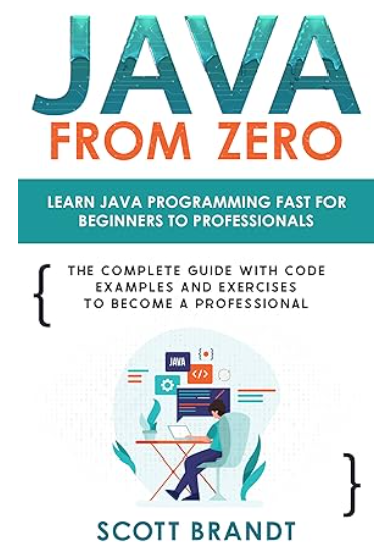 JAVA
FROM ZERO
LEARN JAVA PROGRAMMING FAST FOR
BEGINNERS TO PROFESSIONALS
{
THE COMPLETE GUIDE WITH CODE
EXAMPLES AND EXERCISES
TO BECOME A PROFESSIONAL
JAVA
{•}
</>
}
SCOTT BRANDT